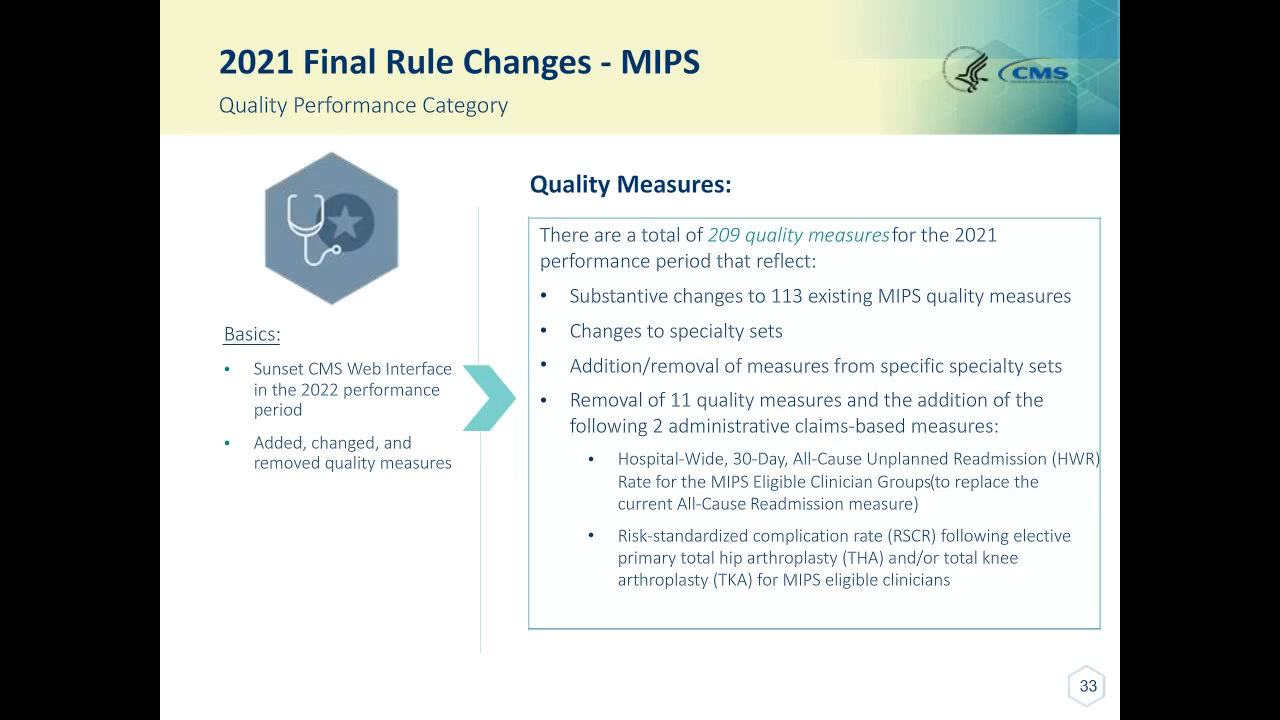 2021 Final Rule Changes - MIPS
Quality Performance Category
CMS
Basics:
• Sunset CMS Web Interface
in the 2022 performance
period
• Added, changed, and
removed quality measures
Quality Measures:
There are a total of 209 quality measures for the 2021
performance period that reflect:
• Substantive changes to 113 existing MIPS quality measures
• Changes to specialty sets
• Addition/removal of measures from specific specialty sets
• Removal of 11 quality measures and the addition of the
following 2 administrative claims-based measures:
• Hospital-Wide, 30-Day, All-Cause Unplanned Readmission (HWR)
Rate for the MIPS Eligible Clinician Groups(to replace the
current All-Cause Readmission measure)
• Risk-standardized complication rate (RSCR) following elective
primary total hip arthroplasty (THA) and/or total knee
arthroplasty (TKA) for MIPS eligible clinicians
33